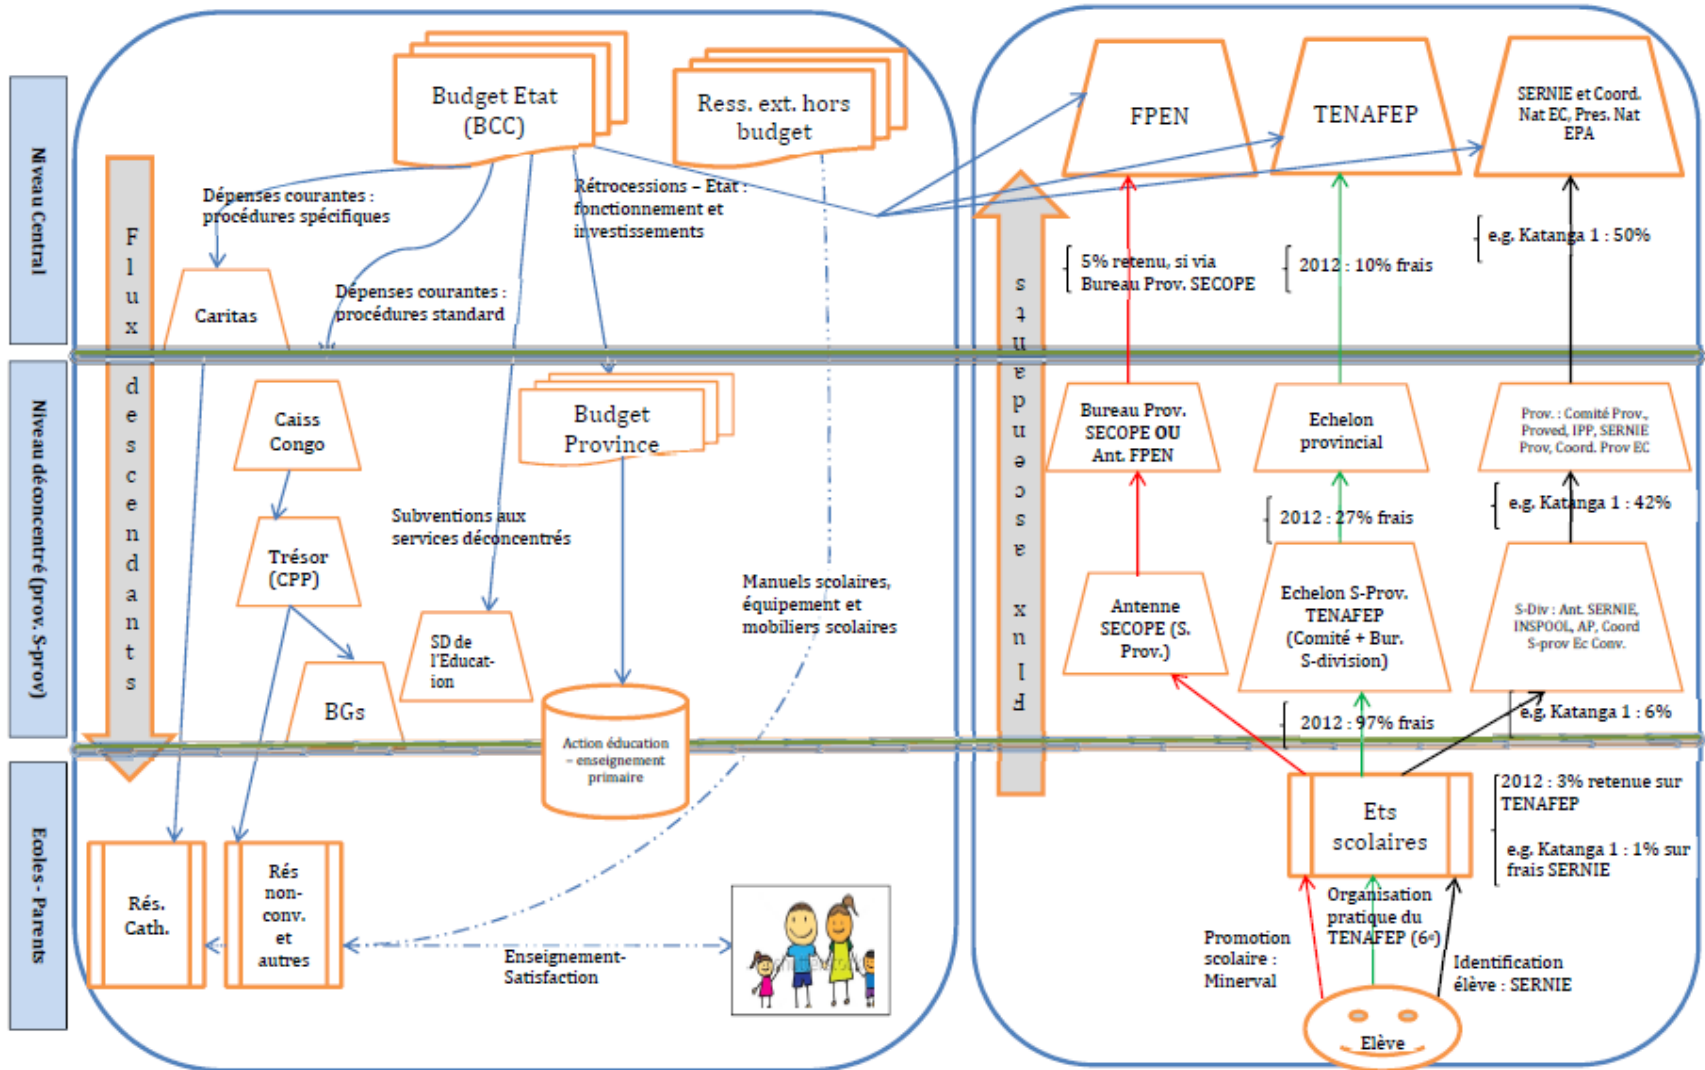 Niveau Central
Niveau déconcentré (prov. S-prov)
Ecoles - Parents
Flux descendants
Budget Etat
(BCC)
Ress. ext. hors
budget
Dépenses courantes :
procédures spécifiques
Rétrocessions – Etat :
fonctionnement et
investissements
Caritas
Dépenses courantes :
procédures standard
Caiss
Congo
Budget
Province
Trésor
(CPP)
Subventions aux
services déconcentrés
Manuels scolaires,
équipement et
mobiliers scolaires
SD de
l'Educat-
ion
BGs
Action éducation
– enseignement
primaire
Rés.
Cath.
Rés
non-
conv.
et
autres
Enseignement-
Satisfaction
Flux ascendants
FPEN
TENAFEP
SERNIE et Coord.
Nat EC, Pres. Nat
EPA
5% retenu, si via
Bureau Prov. SECOPE
2012 : 10% frais
e.g. Katanga 1 : 50%
Bureau Prov.
SECOPE OU
Ant. FPEN
Echelon
provincial
Prov. : Comité Prov.,
Proved, IPP, SERNIE
Prov, Coord. Prov EC
2012 : 27% frais
e.g. Katanga 1 : 42%
Antenne
SECOPE (S.
Prov.)
Echelon S-Prov.
TENAFEP
(Comité + Bur.
S-division)
S-Div : Ant. SERNIE,
INSPOOL, AP, Coord
S-prov Ec Conv.
2012 : 97% frais
e.g. Katanga 1 : 6%
Ets
scolaires
2012 : 3% retenue sur
TENAFEP
e.g. Katanga 1 : 1% sur
frais SERNIE
Organisation
pratique du
TENAFEP (6e)
Promotion
scolaire :
Minerval
Identification
élève : SERNIE
Elève